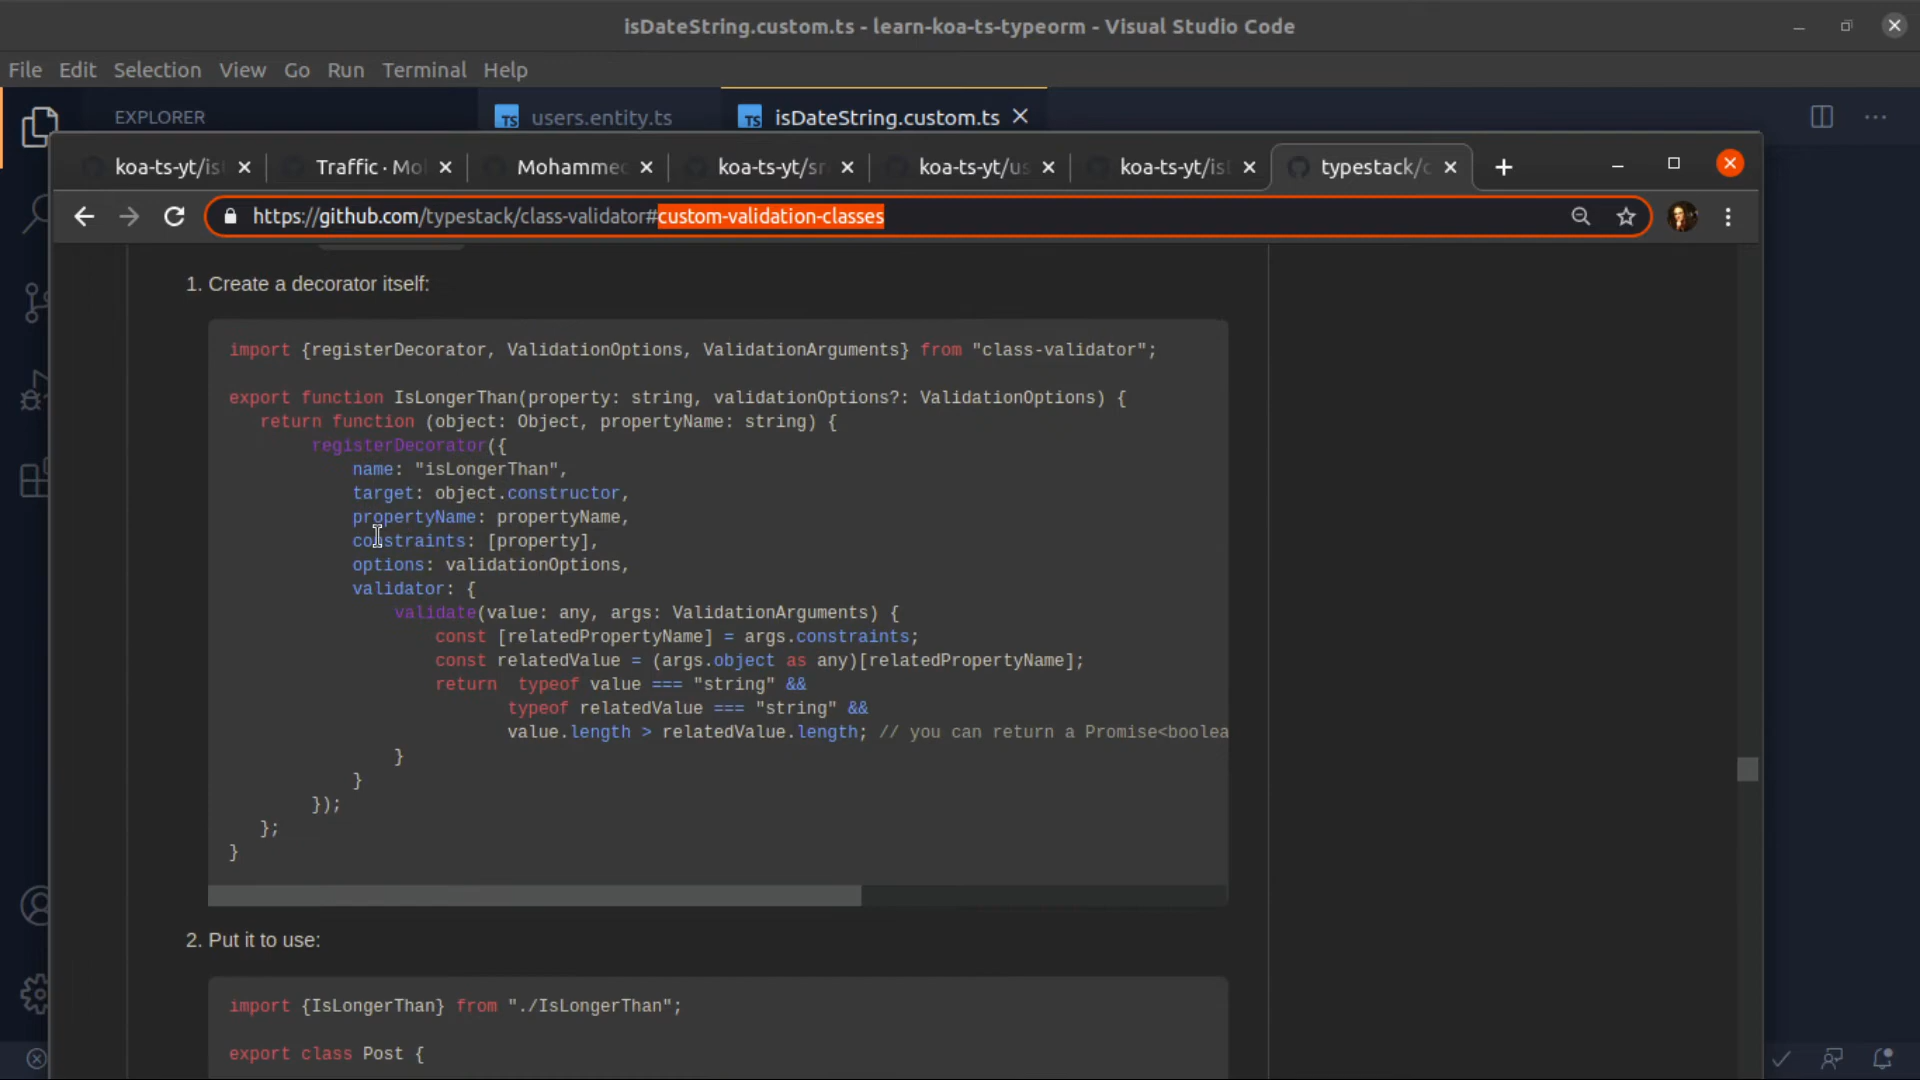 isDateString.custom.ts - learn-koa-ts-typeorm - Visual Studio Code
File Edit Selection View Go Run Terminal Help
EXPLORER
TS users.entity.ts
TS isDateString.custom.ts
koa-ts-yt/isl
Traffic · Mo
Mohammed
koa-ts-yt/sr
koa-ts-yt/us
koa-ts-yt/isl
typestack/c
https://github.com/typestack/class-validator#custom-validation-classes
1. Create a decorator itself:
import {registerDecorator, ValidationOptions, ValidationArguments} from "class-validator";
export function IsLongerThan(property: string, validationOptions?: ValidationOptions) {
return function (object: Object, propertyName: string) {
registerDecorator({
name: "isLongerThan",
target: object.constructor,
propertyName: propertyName,
constraints: [property],
options: validationOptions,
validator: {
validate(value: any, args: ValidationArguments) {
const [relatedPropertyName] = args.constraints;
const relatedValue = (args.object as any)[relatedPropertyName];
return typeof value === "string" &&
typeof relatedValue === "string" &&
value.length > relatedValue.length; // you can return a Promise<boolea
}
}
});
};
}
2. Put it to use:
import {IsLongerThan} from "./IsLongerThan";
export class Post {